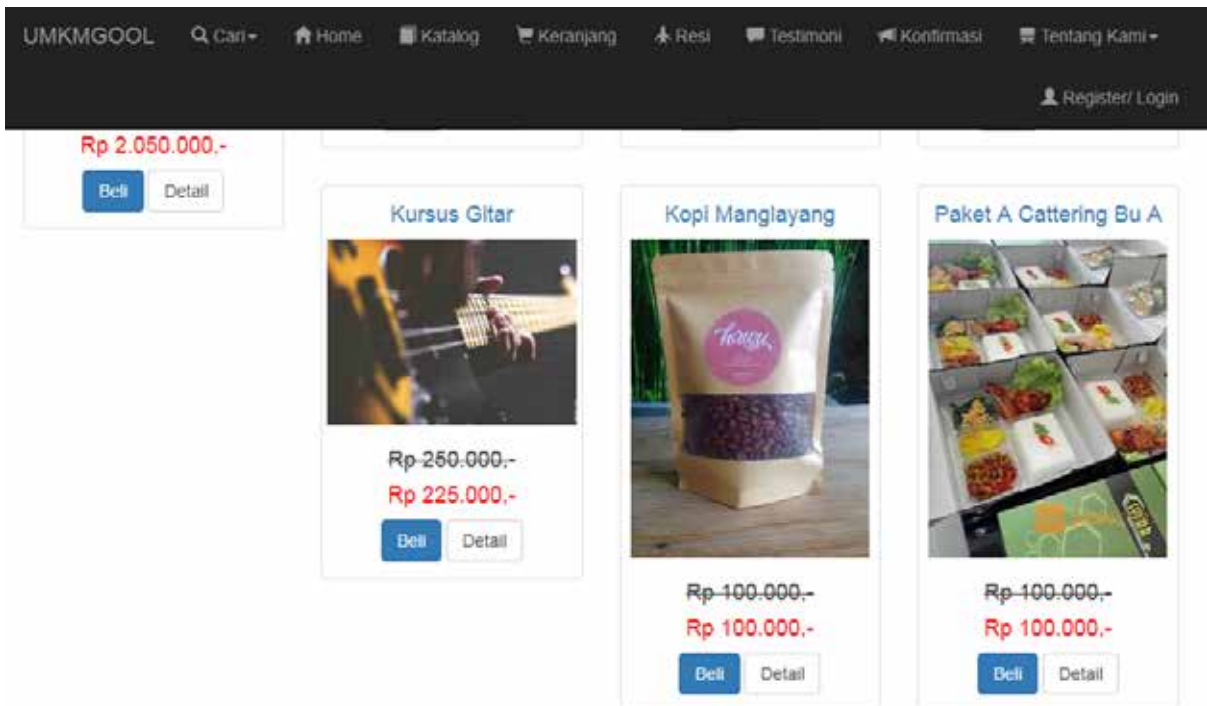 UMKMGOOL Cari Home Katalog Keranjang Resi Testimoni Konfirmasi Tentang Kami
Register/ Login
Rp 2.050.000,-
Beli Detail
Kursus Gitar
Rp 250.000,-
Rp 225.000,-
Beli Detail
Kopi Manglayang
Rp 100.000,-
Rp 100.000,-
Beli Detail
Paket A Cattering Bu A
Rp 100.000,-
Rp 100.000,-
Beli Detail